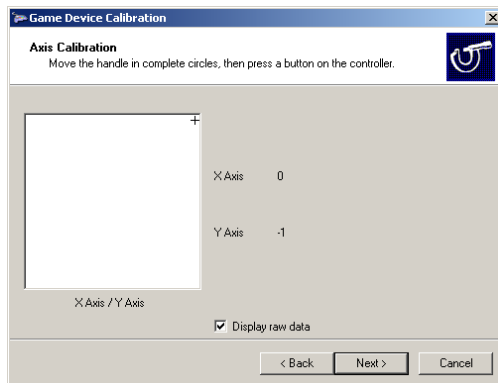 Game Device Calibration
Axis Calibration
Move the handle in complete circles, then press a button on the controller.
X Axis 0
Y Axis -1
X Axis / Y Axis
Display raw data
< Back Next > Cancel